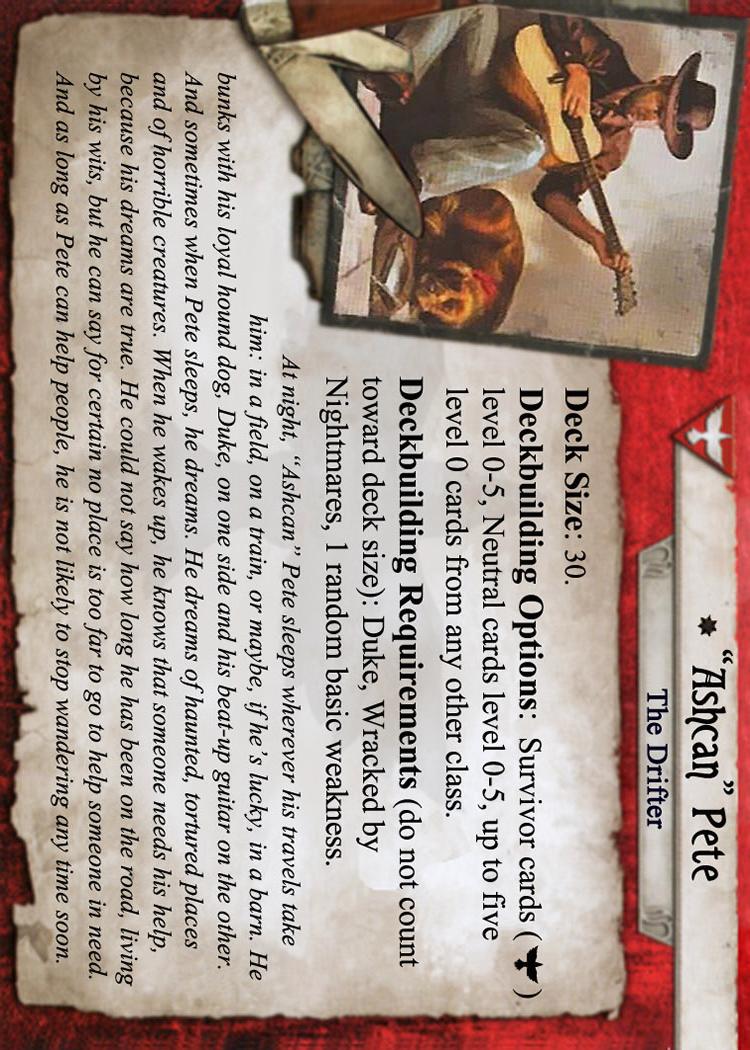 “Ashcan” Pete
The Drifter
Deck Size: 30.
Deckbuilding Options: Survivor cards ( )
level 0-5, Neutral cards level 0-5, up to five
level 0 cards from any other class.
Deckbuilding Requirements (do not count
toward deck size): Duke, Wracked by
Nightmares, 1 random basic weakness.
At night, “Ashcan” Pete sleeps wherever his travels take
him: in a field, on a train, or maybe, if he’s lucky, in a barn. He
bunks with his loyal hound dog, Duke, on one side and his beat-up guitar on the other.
And sometimes when Pete sleeps, he dreams. He dreams of haunted, tortured places
and of horrible creatures. When he wakes up, he knows that someone needs his help,
because his dreams are true. He could not say how long he has been on the road, living
by his wits, but he can say for certain no place is too far to go to help someone in need.
And as long as Pete can help people, he is not likely to stop wandering any time soon.